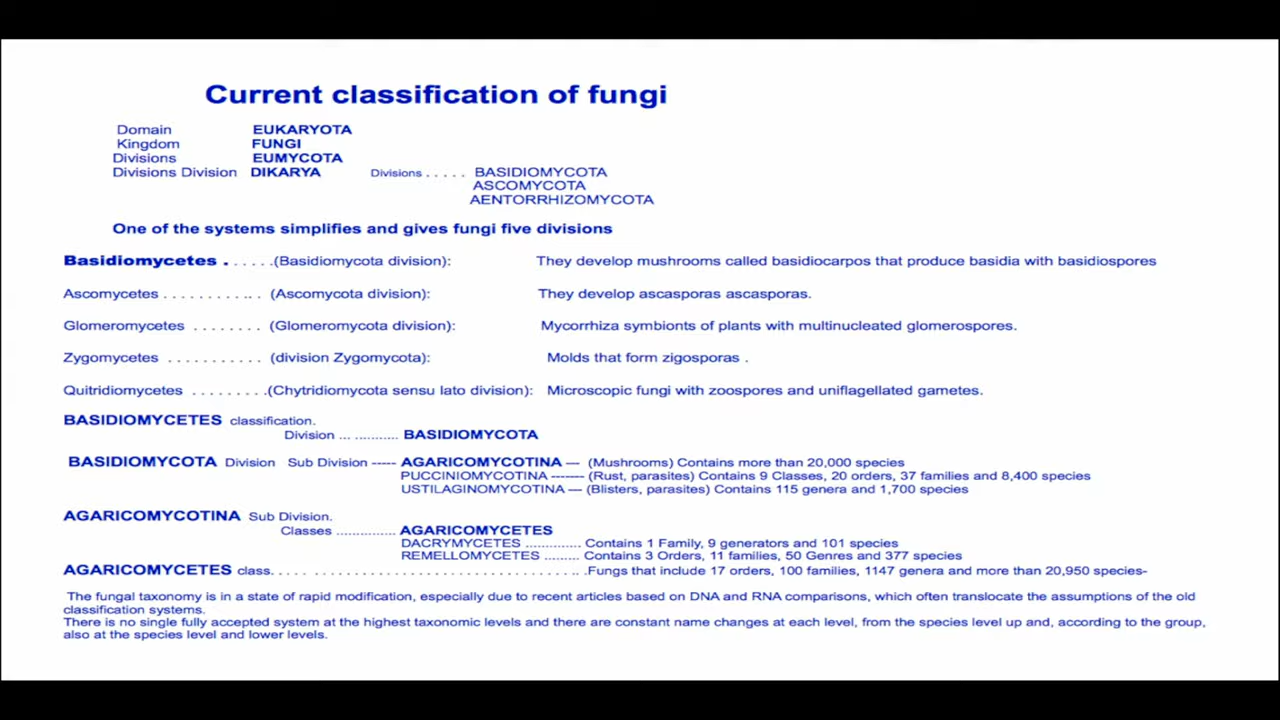 Current classification of fungi
Domain EUKARYOTA
Kingdom FUNGI
Divisions EUMYCOTA
Divisions Division DIKARYA Divisions . . . . . BASIDIOMYCOTA
ASCOMYCOTA
AENTORRHIZOMYCOTA
One of the systems simplifies and gives fungi five divisions
Basidiomycetes . . . . . .(Basidiomycota division): They develop mushrooms called basidiocarpos that produce basidia with basidiospores
Ascomycetes . . . . . . . . . .. . (Ascomycota division): They develop ascasporas ascasporas.
Glomeromycetes . . . . . . . . (Glomeromycota division): Mycorrhiza symbionts of plants with multinucleated glomerospores.
Zygomycetes . . . . . . . . . . . (division Zygomycota): Molds that form zigosporas .
Quitridiomycetes . . . . . . . . .(Chytridiomycota sensu lato division): Microscopic fungi with zoospores and uniflagellated gametes.
BASIDIOMYCETES classification.
Division ... .......... BASIDIOMYCOTA
BASIDIOMYCOTA Division Sub Division ----- AGARICOMYCOTINA --- (Mushrooms) Contains more than 20,000 species
PUCCINIOMYCOTINA ------- (Rust, parasites) Contains 9 Classes, 20 orders, 37 families and 8,400 species
USTILAGINOMYCOTINA --- (Blisters, parasites) Contains 115 genera and 1,700 species
AGARICOMYCOTINA Sub Division.
Classes .............. AGARICOMYCETES
DACRYMYCETES ............. Contains 1 Family, 9 generators and 101 species
REMELLOMYCETES ......... Contains 3 Orders, 11 families, 50 Genres and 377 species
AGARICOMYCETES class. . . . . . . . . . . . . . . . . . . . . . . . . . . . . . . . . . . . .. .Fungs that include 17 orders, 100 families, 1147 genera and more than 20,950 species-
The fungal taxonomy is in a state of rapid modification, especially due to recent articles based on DNA and RNA comparisons, which often translocate the assumptions of the old
classification systems.
There is no single fully accepted system at the highest taxonomic levels and there are constant name changes at each level, from the species level up and, according to the group,
also at the species level and lower levels.